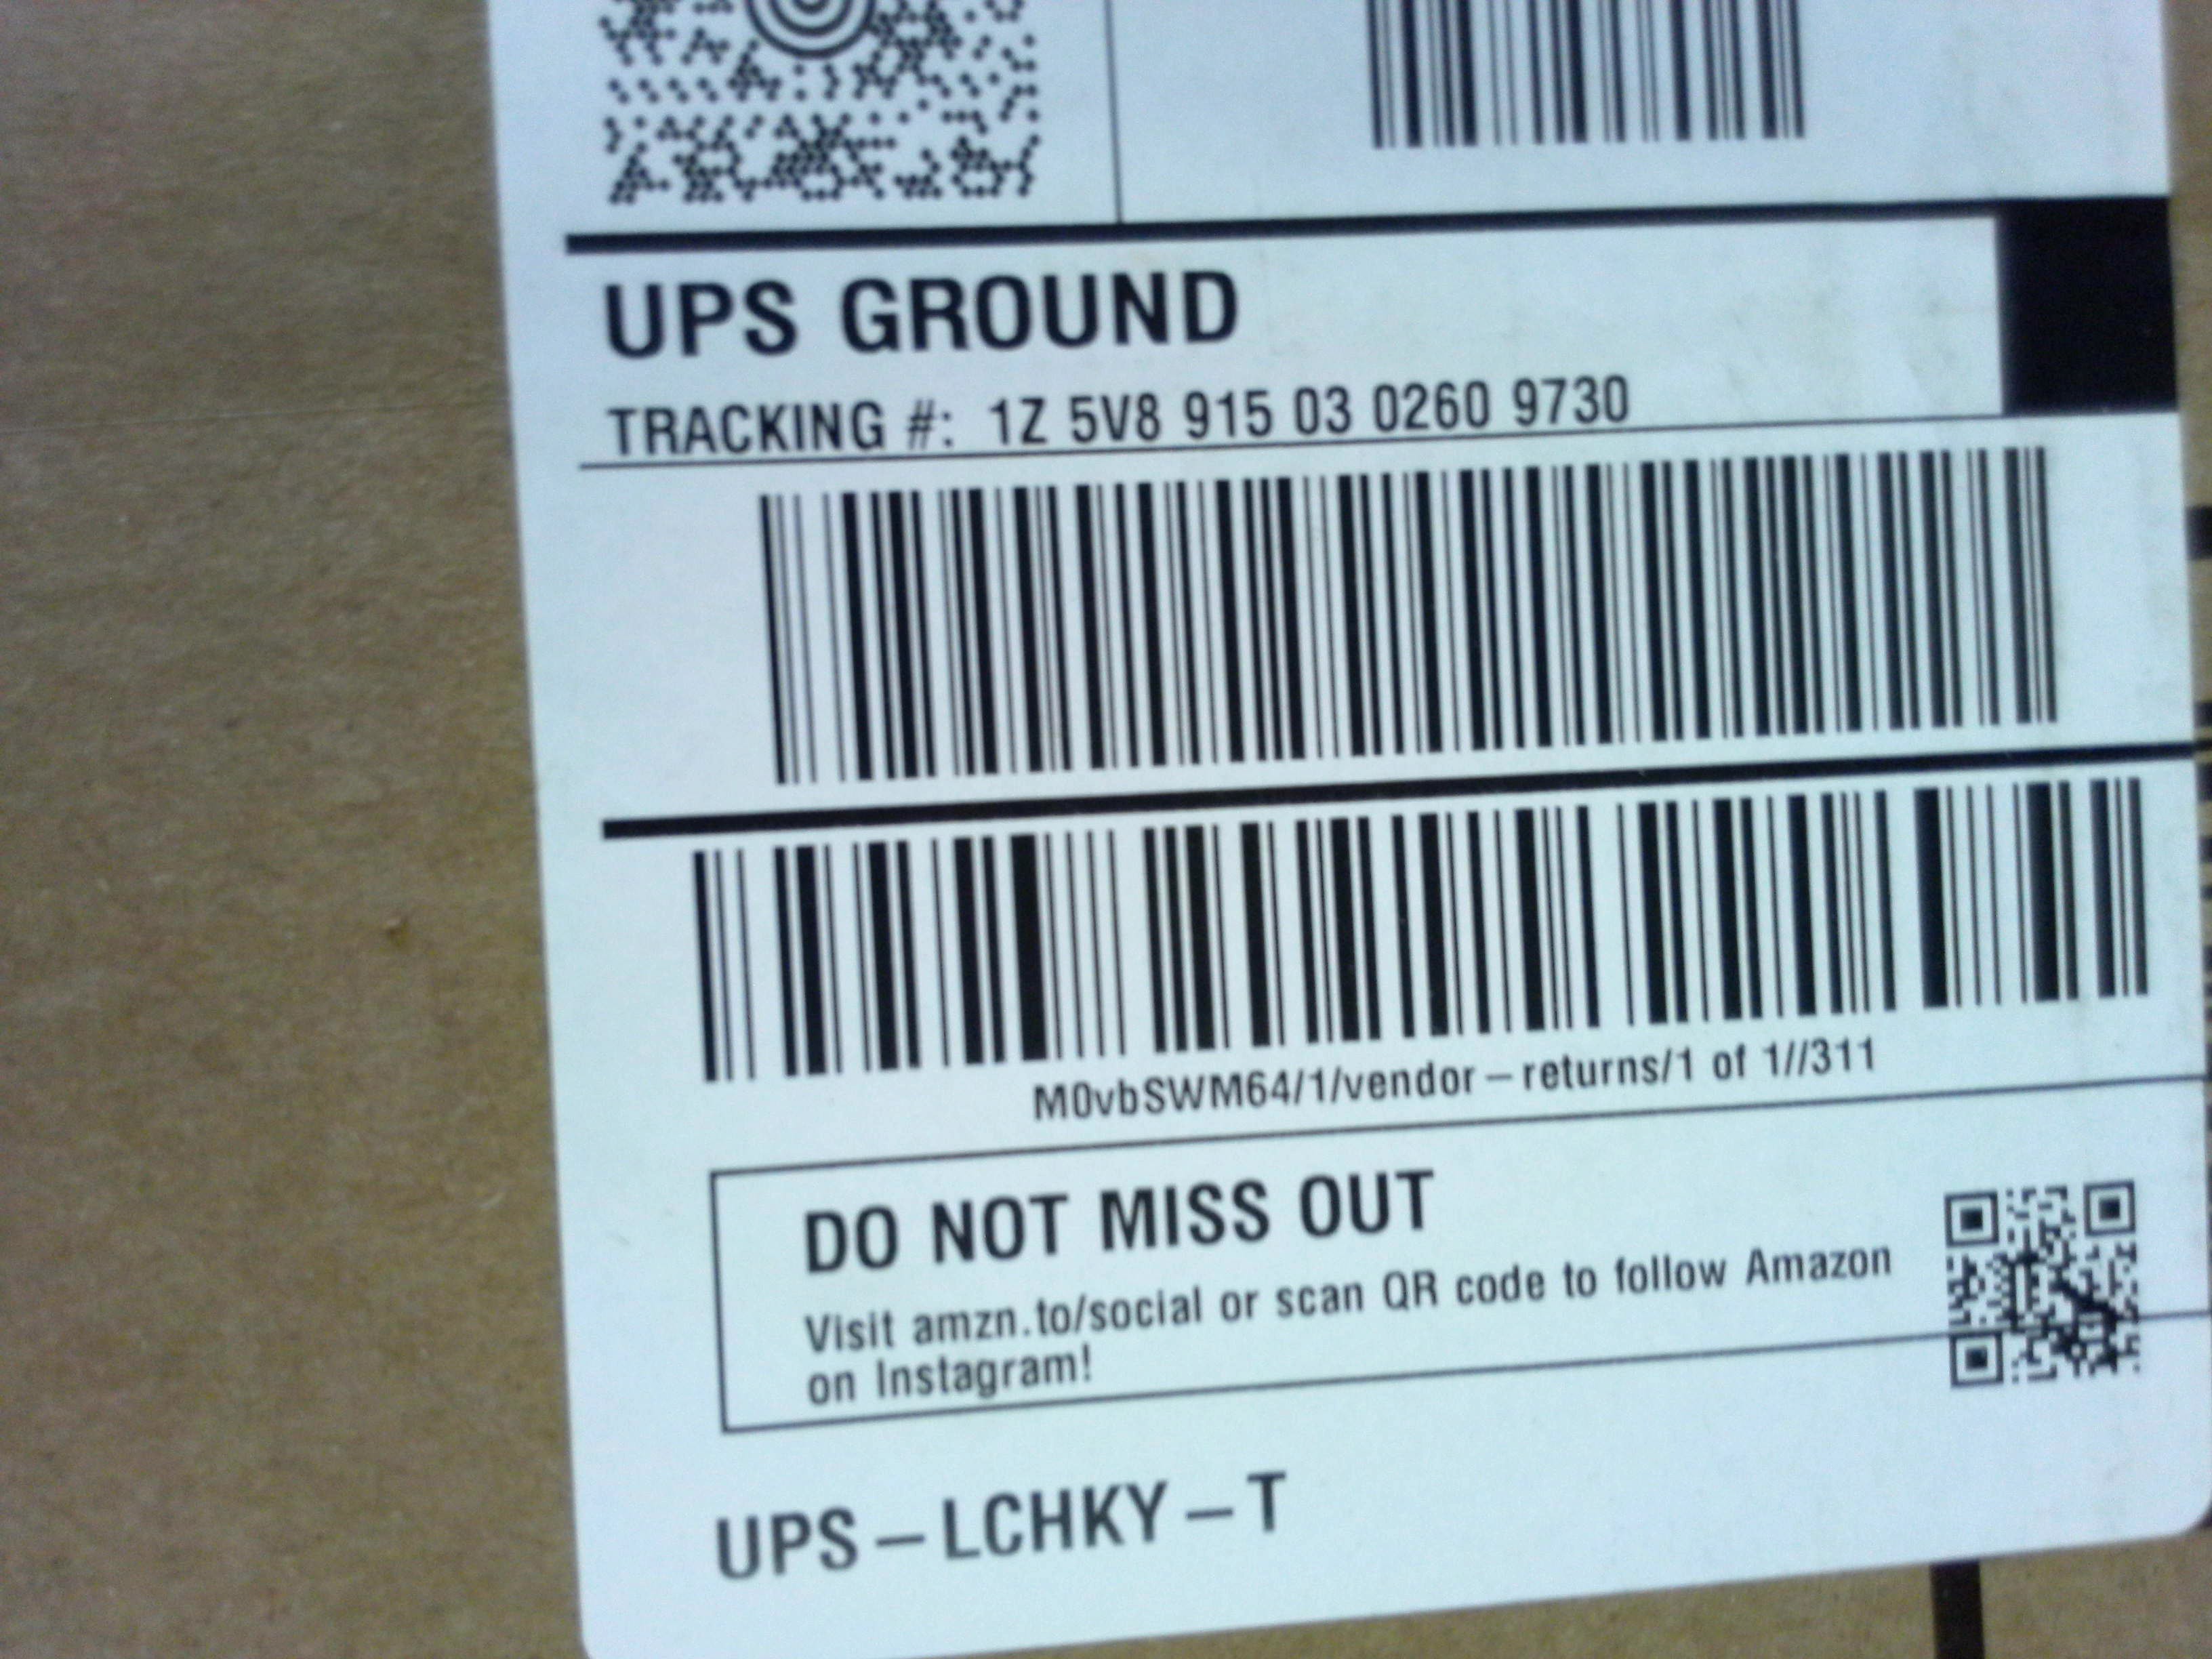 UPS GROUND
TRACKING #: 1Z 5V8 915 03 0260 9730
M0vbSWM64/1/vendor-returns/1 of 1//311
DO NOT MISS OUT
Visit amzn.to/social or scan QR code to follow Amazon
on Instagram!
UPS-LCHKY-T